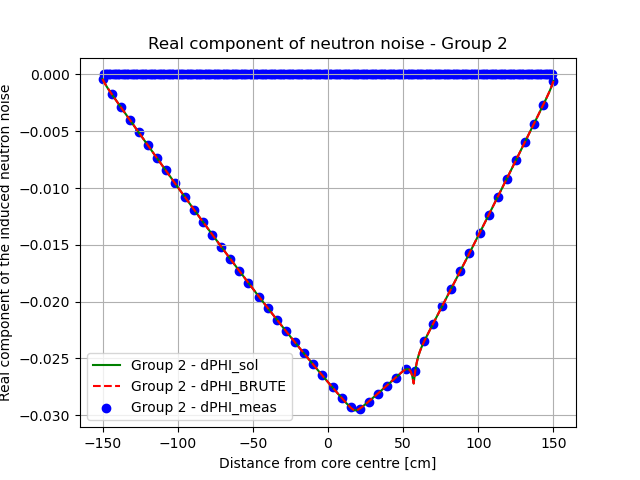 Real component of neutron noise - Group 2
Real component of the induced neutron noise
0.000
−0.005
−0.010
−0.015
−0.020
−0.025
−0.030
Group 2 - dPHI_sol
Group 2 - dPHI_BRUTE
Group 2 - dPHI_meas
−150
−100
−50
0
50
100
150
Distance from core centre [cm]